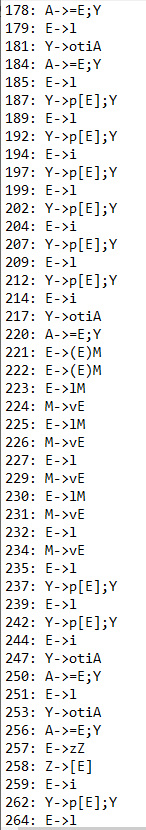 178: A->=E;Y
179: E->l
181: Y->otiA
184: A->=E;Y
185: E->l
187: Y->p[E];Y
189: E->l
192: Y->p[E];Y
194: E->i
197: Y->p[E];Y
199: E->l
202: Y->p[E];Y
204: E->i
207: Y->p[E];Y
209: E->l
212: Y->p[E];Y
214: E->i
217: Y->otiA
220: A->=E;Y
221: E->(E)M
222: E->(E)M
223: E->lM
224: M->vE
225: E->lM
226: M->vE
227: E->l
229: M->vE
230: E->lM
231: M->vE
232: E->l
234: M->vE
235: E->l
237: Y->p[E];Y
239: E->l
242: Y->p[E];Y
244: E->i
247: Y->otiA
250: A->=E;Y
251: E->l
253: Y->otiA
256: A->=E;Y
257: E->zZ
258: Z->[E]
259: E->i
262: Y->p[E];Y
264: E->l